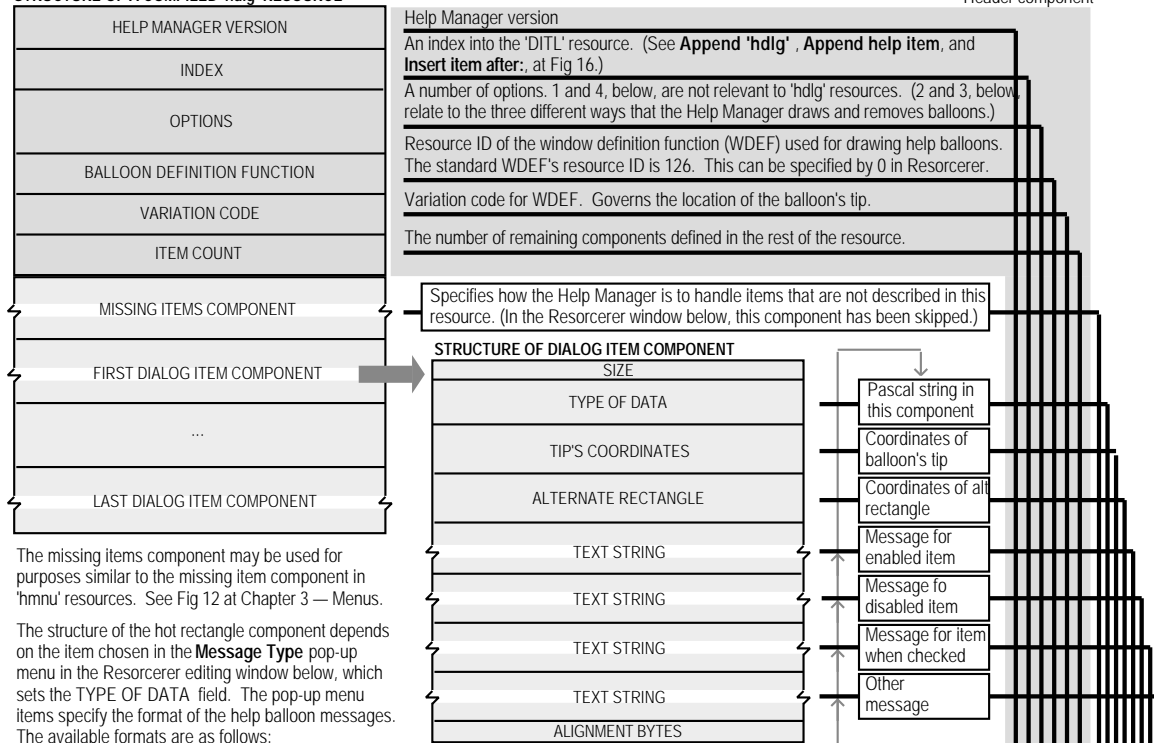 Header component
HELP MANAGER VERSION
INDEX
OPTIONS
BALLOON DEFINITION FUNCTION
VARIATION CODE
ITEM COUNT
MISSING ITEMS COMPONENT
FIRST DIALOG ITEM COMPONENT
...
LAST DIALOG ITEM COMPONENT
Help Manager version
An index into the 'DITL' resource. (See Append 'hdlg' , Append help item, and
Insert item after:, at Fig 16.)
A number of options. 1 and 4, below, are not relevant to 'hdlg' resources. (2 and 3, below,
relate to the three different ways that the Help Manager draws and removes balloons.)
Resource ID of the window definition function (WDEF) used for drawing help balloons.
The standard WDEF's resource ID is 126. This can be specified by 0 in Resorcerer.
Variation code for WDEF. Governs the location of the balloon's tip.
The number of remaining components defined in the rest of the resource.
Specifies how the Help Manager is to handle items that are not described in this
resource. (In the Resorcerer window below, this component has been skipped.)
STRUCTURE OF DIALOG ITEM COMPONENT
SIZE
TYPE OF DATA
TIP'S COORDINATES
ALTERNATE RECTANGLE
TEXT STRING
TEXT STRING
TEXT STRING
TEXT STRING
ALIGNMENT BYTES
Pascal string in
this component
Coordinates of
balloon's tip
Coordinates of alt
rectangle
Message for
enabled item
Message fo
disabled item
Message for item
when checked
Other
message
The missing items component may be used for
purposes similar to the missing item component in
'hmnu' resources. See Fig 12 at Chapter 3 — Menus.
The structure of the hot rectangle component depends
on the item chosen in the Message Type pop-up
menu in the Resorcerer editing window below, which
sets the TYPE OF DATA field. The pop-up menu
items specify the format of the help balloon messages.
The available formats are as follows: